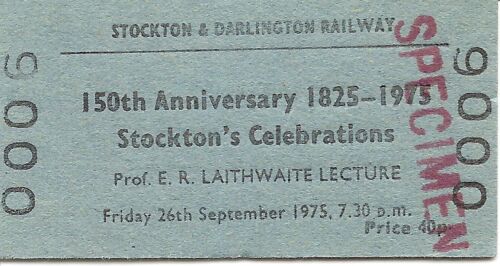 STOCKTON & DARLINGTON RAILWAY
150th Anniversary 1825-1975
Stockton's Celebrations
Prof. E. R. LAITHWAITE LECTURE
Friday 26th September 1975, 7.30 p.m.
Price 40p
0006
0006
SPECIMEN